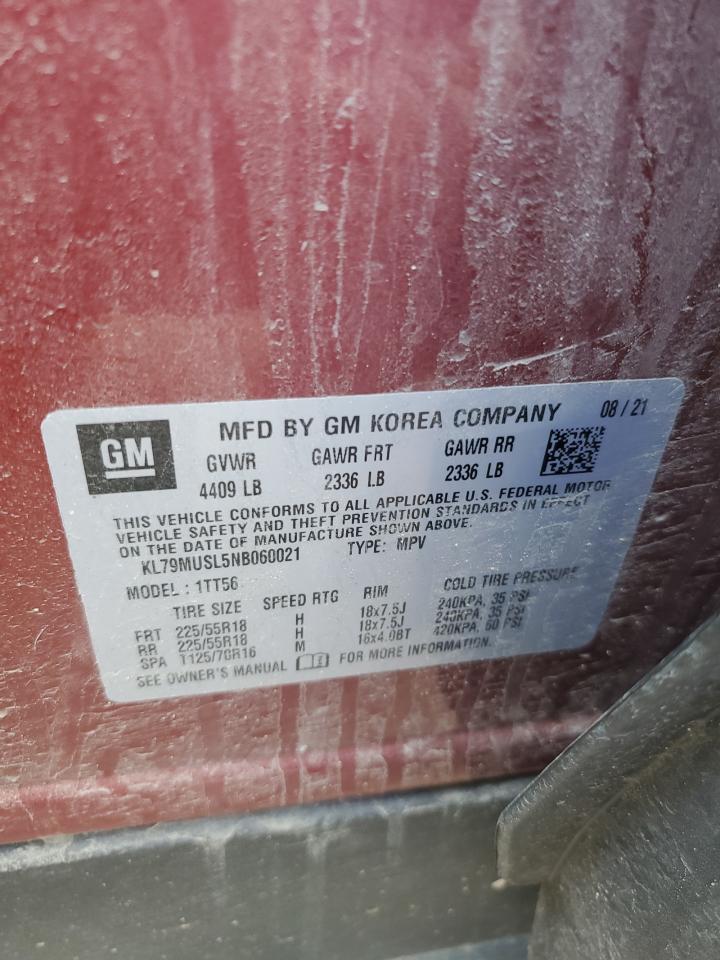 GM
MFD BY GM KOREA COMPANY 08 / 21
GVWR GAWR FRT GAWR RR
4409 LB 2336 LB 2336 LB
THIS VEHICLE CONFORMS TO ALL APPLICABLE U.S. FEDERAL MOTOR
VEHICLE SAFETY AND THEFT PREVENTION STANDARDS IN EFFECT
ON THE DATE OF MANUFACTURE SHOWN ABOVE.
KL79MUSL5NB060021 TYPE: MPV
MODEL: 1TT56
TIRE SIZE SPEED RTG RIM COLD TIRE PRESSURE
FRT 225/55R18 H 18x7.5J 240KPA, 35 PSI
RR 225/55R18 H 18x7.5J 240KPA, 35 PSI
SPA T125/70R16 M 16x4.0BT 420KPA, 60 PSI
SEE OWNER'S MANUAL FOR MORE INFORMATION.